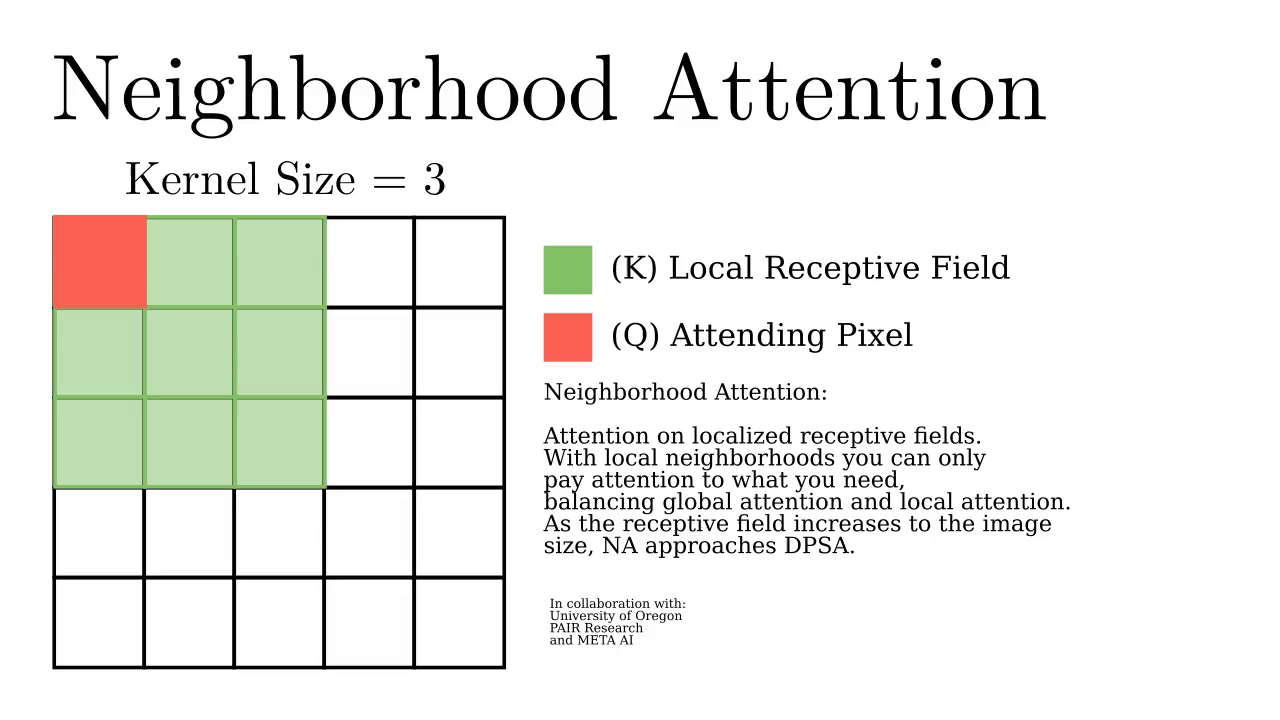 Neighborhood Attention
Kernel Size = 3
(K) Local Receptive Field
(Q) Attending Pixel
Neighborhood Attention:
Attention on localized receptive fields.
With local neighborhoods you can only
pay attention to what you need,
balancing global attention and local attention.
As the receptive field increases to the image
size, NA approaches DPSA.
In collaboration with:
University of Oregon
PAIR Research
and META AI